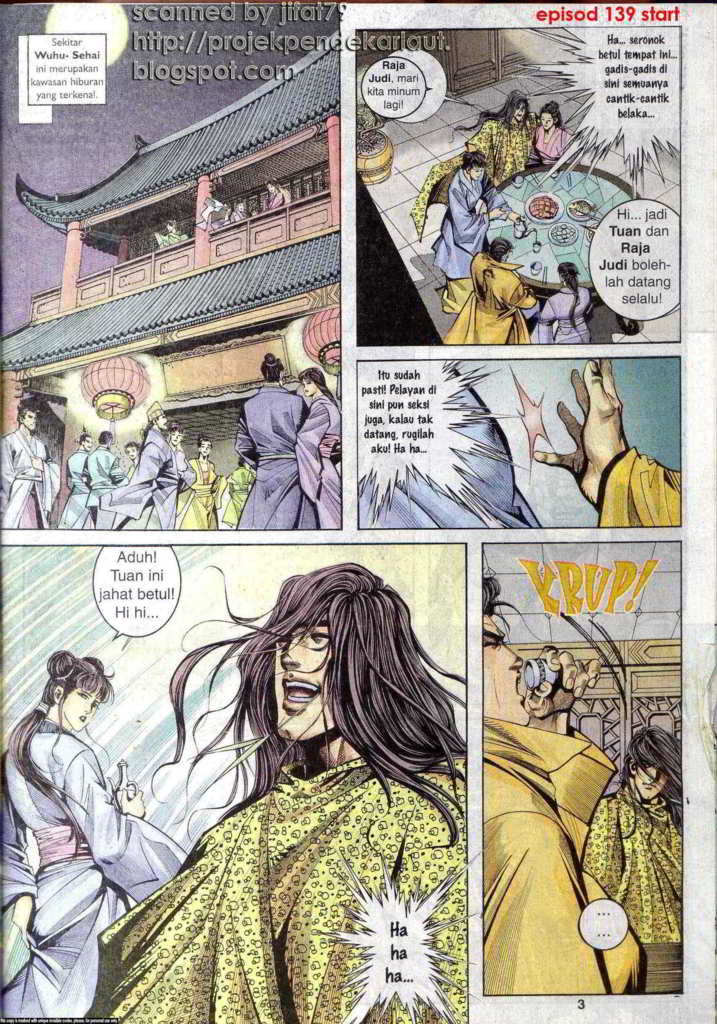 scanned by jifat79
http://projekpendekarlaut.
blogspot.com
episod 139 start
Sekitar
Wuhu- Sehai
ini merupakan
kawasan hiburan
yang terkenal.
Raja
Judi, mari
kita minum
lagi!
Ha... seronok
betul tempat ini...
gadis-gadis di
sini semuanya
cantik-cantik
belaka...
Hi... jadi
Tuan dan
Raja
Judi boleh-
lah datang
selalu!
Itu sudah
pasti! Pelayan di
sini pun seksi
juga, kalau tak
datang, rugilah
aku! Ha ha...
Aduh!
Tuan ini
jahat betul!
Hi hi...
Ha
ha
ha...
KRUP!
...
...
3